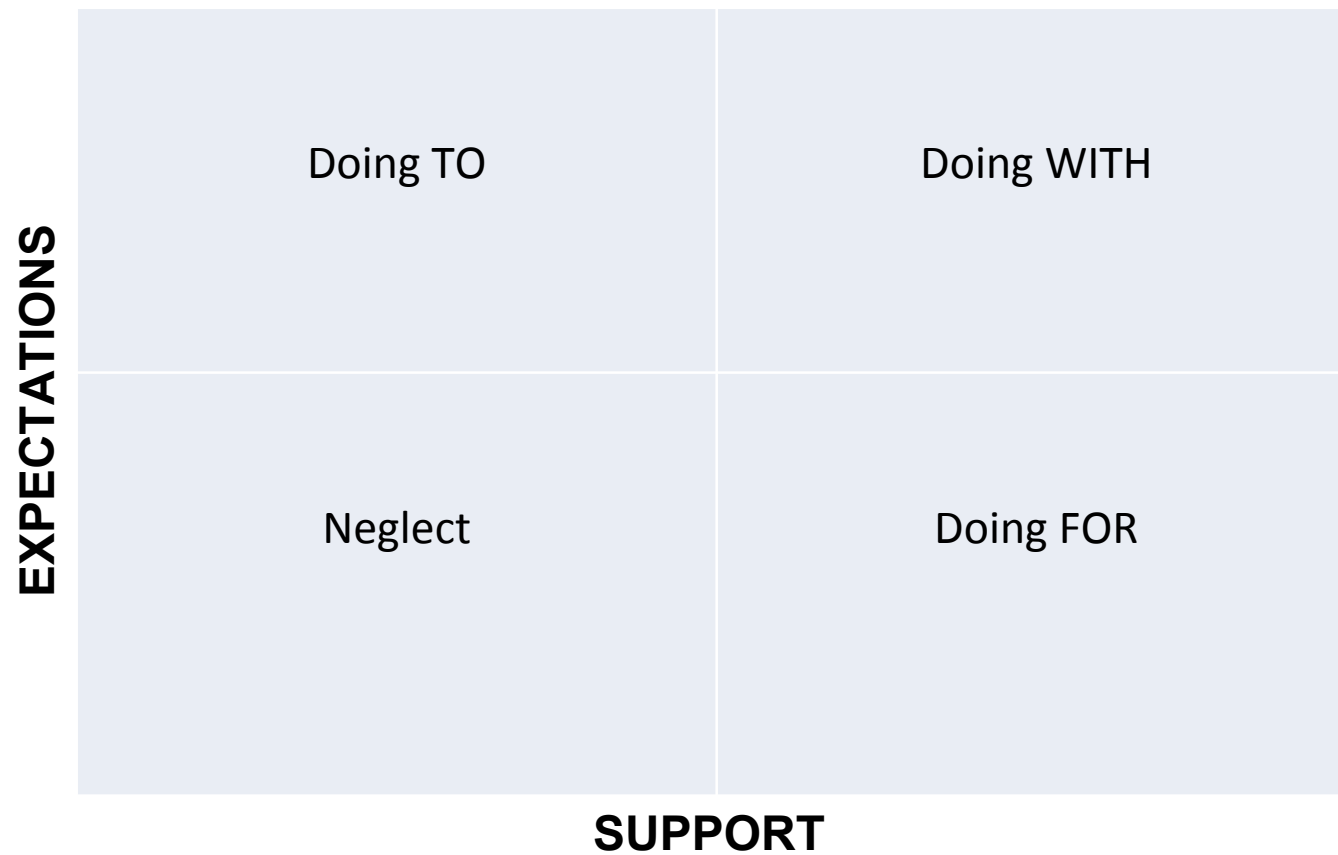 Doing TO
Doing WITH
EXPECTATIONS
Neglect
Doing FOR
SUPPORT